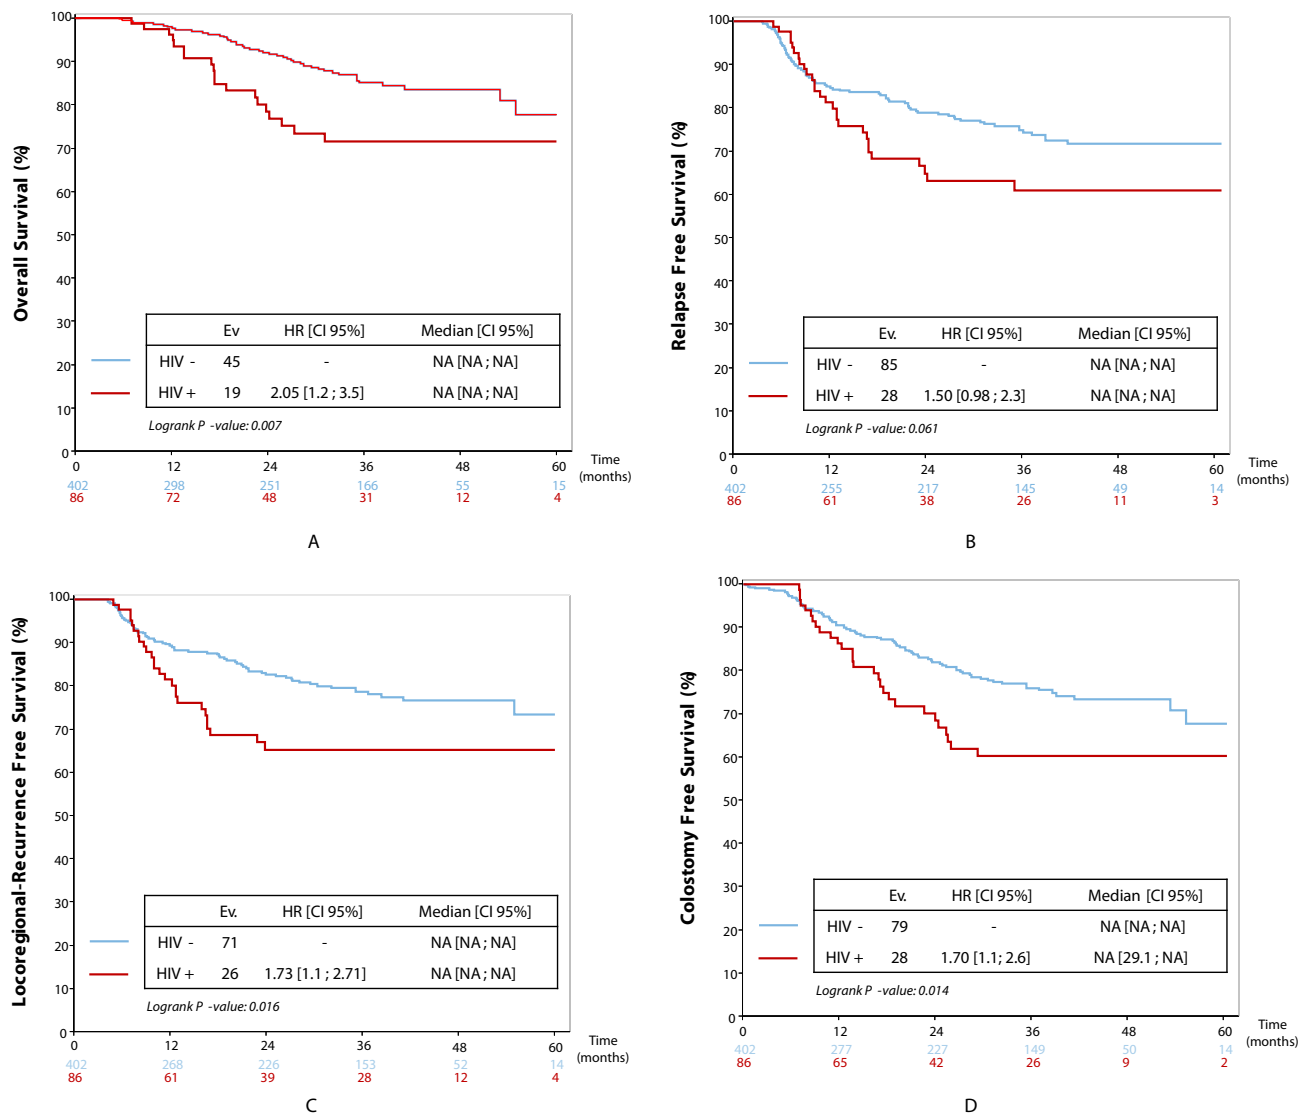 Overall Survival (%)
100
90
80
70
60
50
40
30
20
10
0
Ev HR [CI 95%] Median [CI 95%]
HIV - 45 - NA [NA ; NA]
HIV + 19 2.05 [1.2 ; 3.5] NA [NA ; NA]
Logrank P -value: 0.007
0 12 24 36 48 60
Time
(months)
402 298 251 166 55 15
86 72 48 31 12 4
A
Relapse Free Survival (%)
100
90
80
70
60
50
40
30
20
10
0
Ev. HR [CI 95%] Median [CI 95%]
HIV - 85 - NA [NA ; NA]
HIV + 28 1.50 [0.98 ; 2.3] NA [NA ; NA]
Logrank P -value: 0.061
0 12 24 36 48 60
Time
(months)
402 255 217 145 49 14
86 61 38 26 11 3
B
Locoregional-Recurrence Free Survival (%)
100
90
80
70
60
50
40
30
20
10
0
Ev. HR [CI 95%] Median [CI 95%]
HIV - 71 - NA [NA ; NA]
HIV + 26 1.73 [1.1 ; 2.71] NA [NA ; NA]
Logrank P -value: 0.016
0 12 24 36 48 60
Time
(months)
402 268 226 153 52 14
86 61 39 28 12 4
C
Colostomy Free Survival (%)
100
90
80
70
60
50
40
30
20
10
0
Ev. HR [CI 95%] Median [CI 95%]
HIV - 79 - NA [NA ; NA]
HIV + 28 1.70 [1.1; 2.6] NA [29.1 ; NA]
Logrank P -value: 0.014
0 12 24 36 48 60
Time
(months)
402 277 227 149 50 14
86 65 42 26 9 2
D